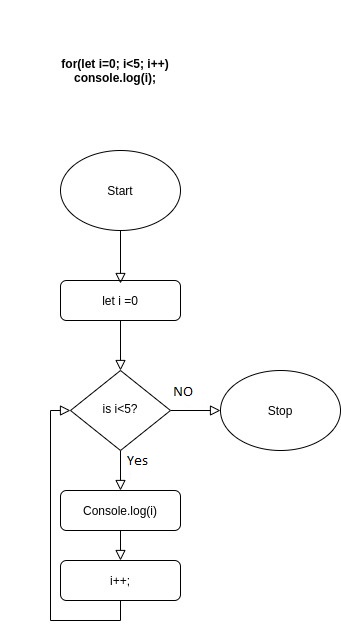 for(let i=0; i<5; i++)
console.log(i);
Start
let i =0
is i<5?
NO
Stop
Yes
Console.log(i)
i++;